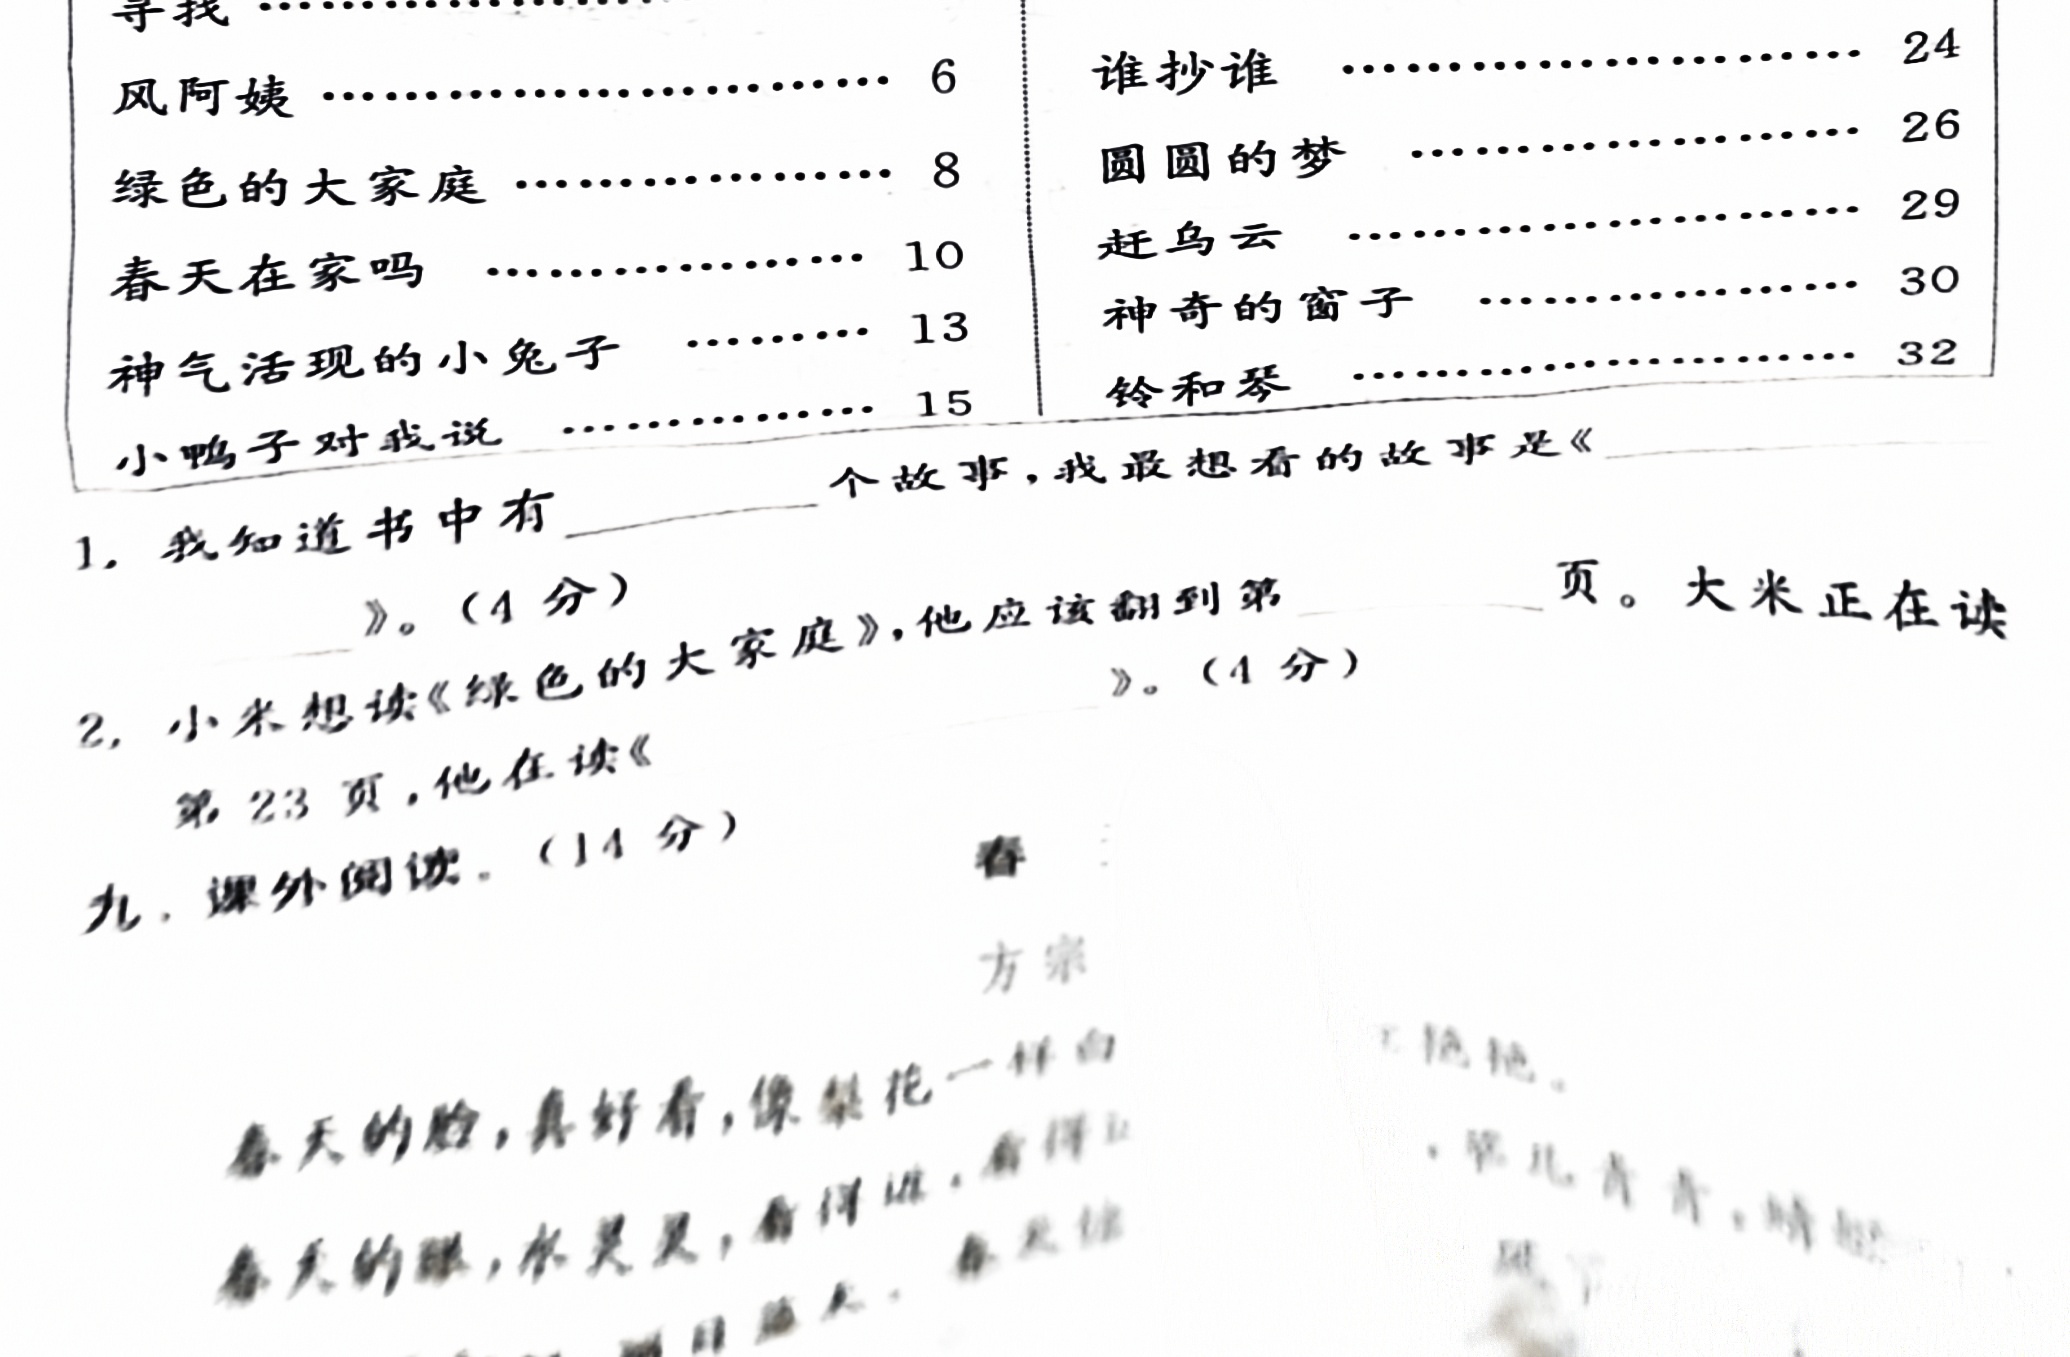 寻找 ……………………
风阿姨 …………………… 6
绿色的大家庭 ……………… 8
春天在家吗 ……………… 10
神气活现的小兔子 ……… 13
小鸭子对我说 …………… 15
谁抄谁 …………………… 24
圆圆的梦 ………………… 26
赶乌云 …………………… 29
神奇的窗子 ……………… 30
铃和琴 …………………… 32
1. 我知道书中有________个故事,我最想看的故事是《________
________》。(4 分)
2. 小米想读《绿色的大家庭》,他应该翻到第________页。大米正在读
第 23 页,他在读《________》。(4 分)
九. 课外阅读。(14 分)
春
方宗
春天的脸,真好看,像梨花一样白
艳艳。
春天的眼,水灵灵,看得
草儿青青,蜻蜓
春天